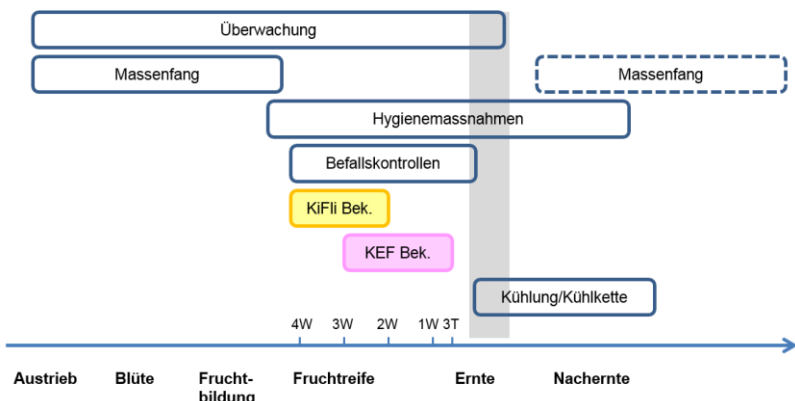 Überwachung
Massenfang
Massenfang
Hygienemassnahmen
Befallskontrollen
KiFli Bek.
KEF Bek.
Kühlung/Kühlkette
4W 3W 2W 1W 3T
Austrieb Blüte Frucht- Fruchtreife Ernte Nachernte
bildung